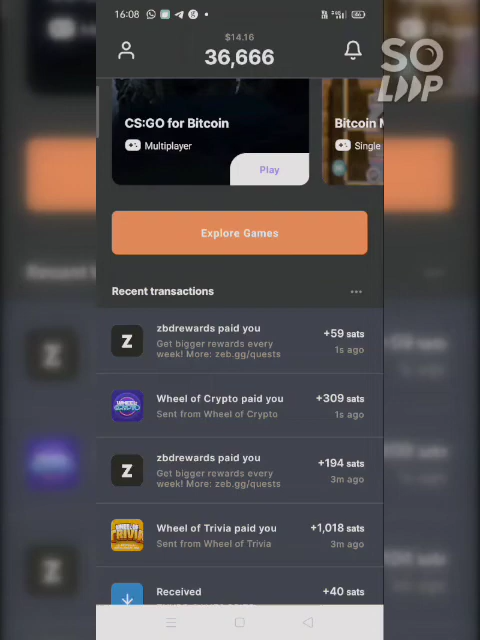 16:08
$14.16
36,666
SO
LOOP
CS:GO for Bitcoin
Multiplayer
Play
Bitcoin M
Single
Explore Games
Recent transactions
zbdrewards paid you
+59 sats
Get bigger rewards every
week! More: zeb.gg/quests
1s ago
Wheel of Crypto paid you
+309 sats
Sent from Wheel of Crypto
1s ago
zbdrewards paid you
+194 sats
Get bigger rewards every
week! More: zeb.gg/quests
3m ago
WHEEL OF
TRIVIA
Wheel of Trivia paid you
+1,018 sats
Sent from Wheel of Trivia
3m ago
Received
+40 sats